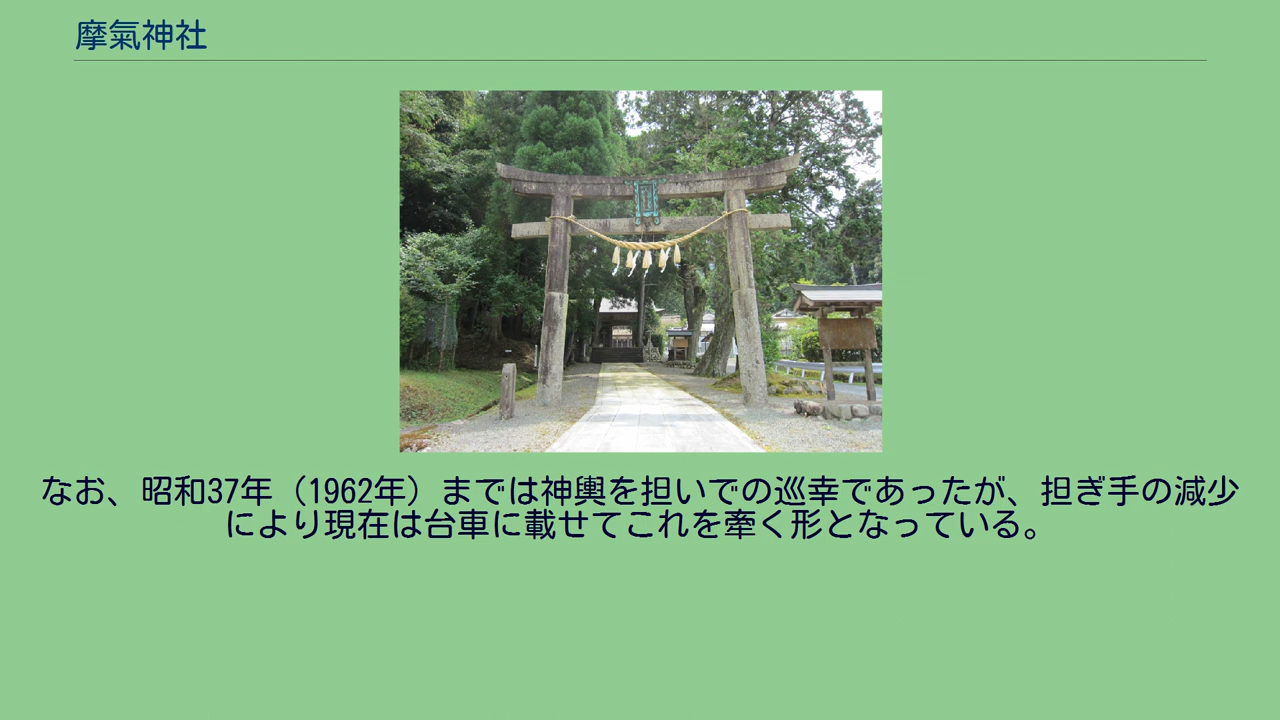 摩氣神社
なお、昭和37年（1962年）までは神輿を担いでの巡幸であったが、担ぎ手の減少
により現在は台車に載せてこれを牽く形となっている。